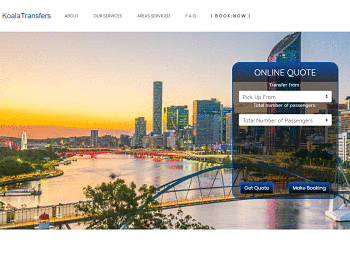 KoalaTransfers
ABOUT OUR SERVICES AREAS SERVICED F A Q | BOOK NOW |
ONLINE QUOTE
Transfer from:
Pick Up From
Total number of passengers:
Total Number of Passengers
Get Quote Make Booking